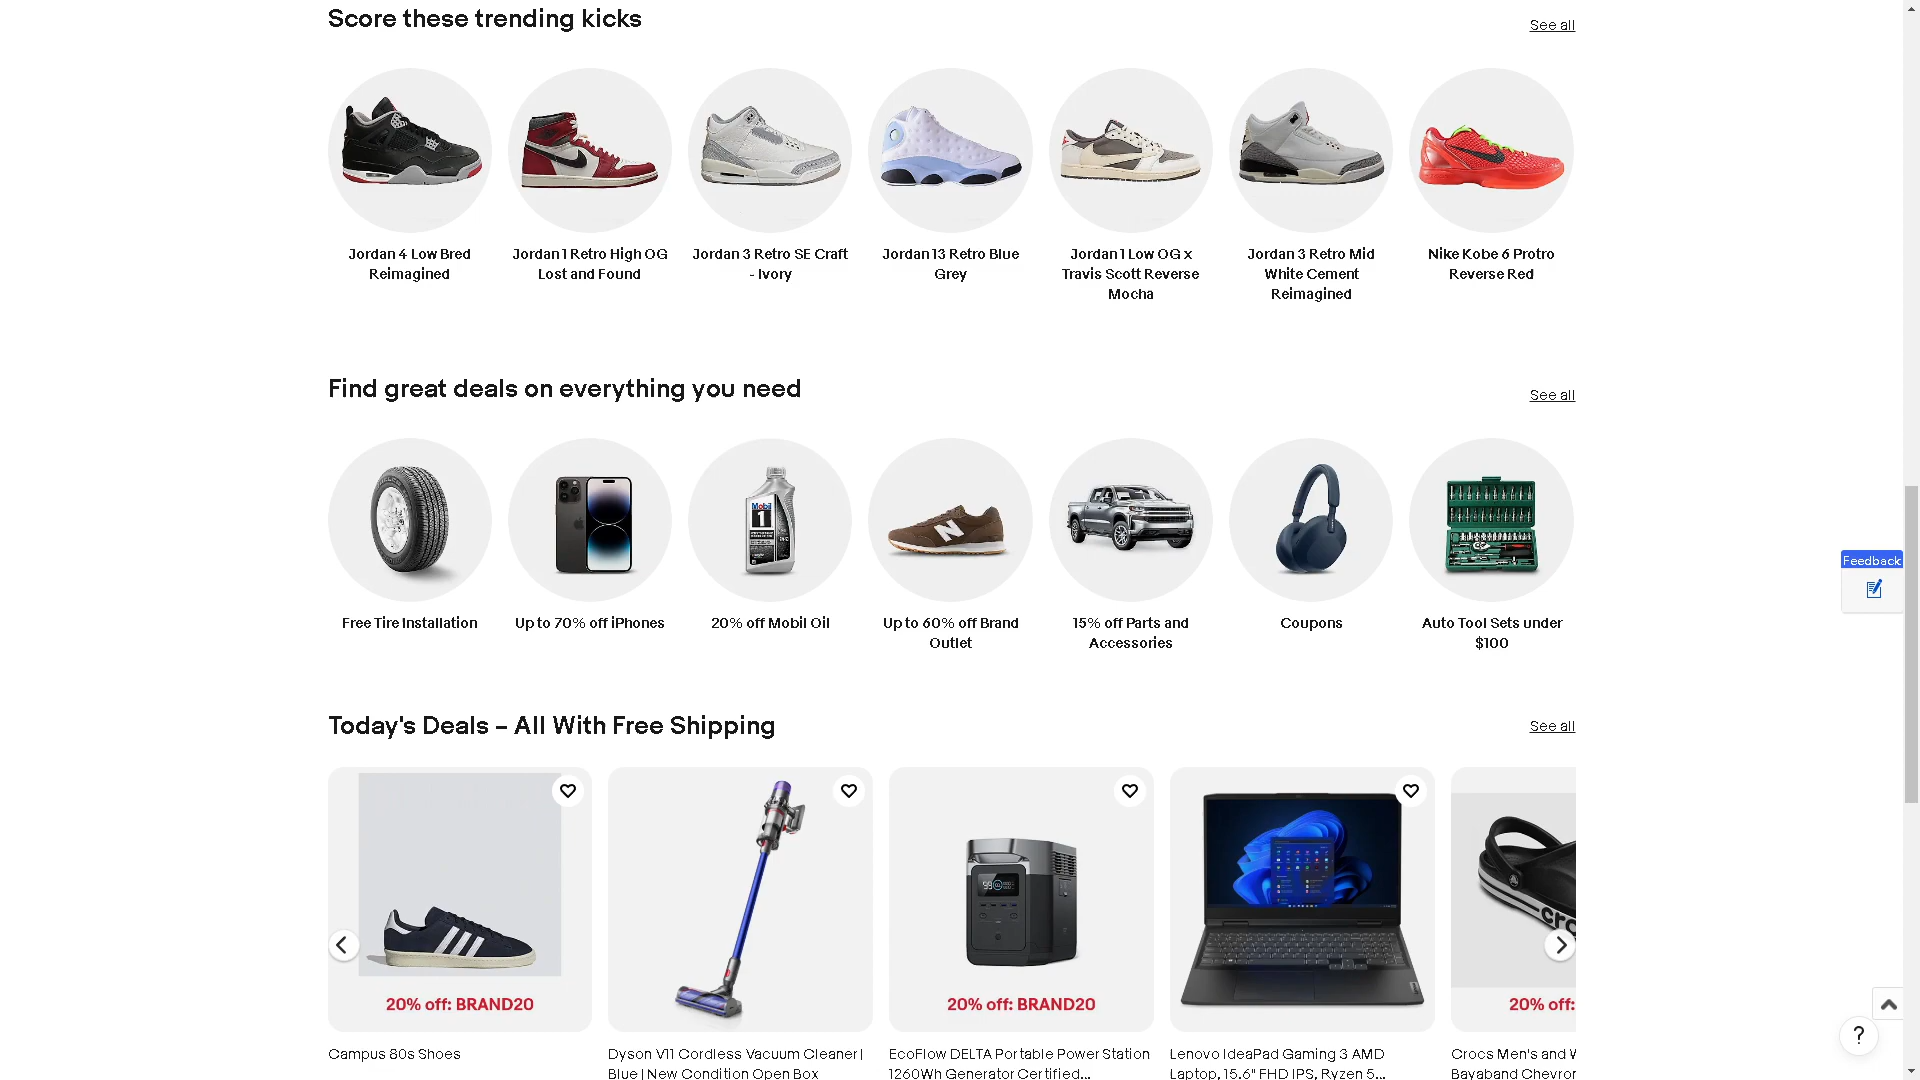 Score these trending kicks
See all
Jordan 4 Low Bred
Reimagined
Jordan 1 Retro High OG
Lost and Found
Jordan 3 Retro SE Craft
- Ivory
Jordan 13 Retro Blue
Grey
Jordan 1 Low OG x
Travis Scott Reverse
Mocha
Jordan 3 Retro Mid
White Cement
Reimagined
Nike Kobe 6 Protro
Reverse Red
Find great deals on everything you need
See all
Mobil
1
N
Free Tire Installation
Up to 70% off iPhones
20% off Mobil Oil
Up to 60% off Brand
Outlet
15% off Parts and
Accessories
Coupons
Auto Tool Sets under
$100
Feedback
Today's Deals – All With Free Shipping
See all
99
croc
20% off: BRAND20
20% off: BRAND20
20% off:
Campus 80s Shoes
Dyson V11 Cordless Vacuum Cleaner |
Blue | New Condition Open Box
EcoFlow DELTA Portable Power Station
1260Wh Generator Certified...
Lenovo IdeaPad Gaming 3 AMD
Laptop, 15.6" FHD IPS, Ryzen 5...
Crocs Men's and W
Bayaband Chevron
?